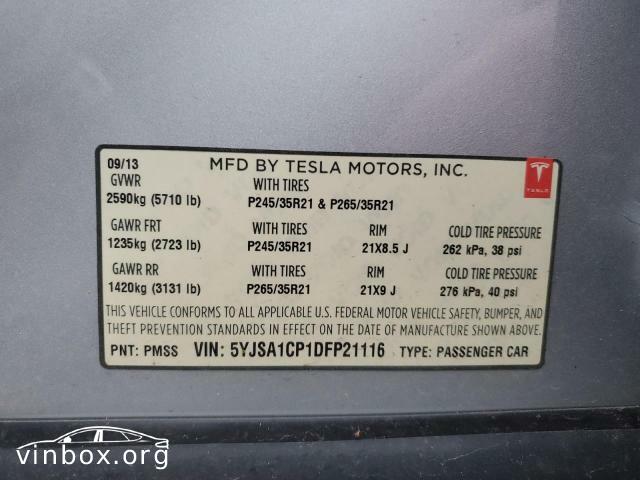 09/13 MFD BY TESLA MOTORS, INC.
TESLA
GVWR WITH TIRES
2590kg (5710 lb) P245/35R21 & P265/35R21
GAWR FRT WITH TIRES RIM COLD TIRE PRESSURE
1235kg (2723 lb) P245/35R21 21X8.5 J 262 kPa, 38 psi
GAWR RR WITH TIRES RIM COLD TIRE PRESSURE
1420kg (3131 lb) P265/35R21 21X9 J 276 kPa, 40 psi
THIS VEHICLE CONFORMS TO ALL APPLICABLE U.S. FEDERAL MOTOR VEHICLE SAFETY, BUMPER, AND
THEFT PREVENTION STANDARDS IN EFFECT ON THE DATE OF MANUFACTURE SHOWN ABOVE.
PNT: PMSS VIN: 5YJSA1CP1DFP21116 TYPE: PASSENGER CAR
vinbox.org